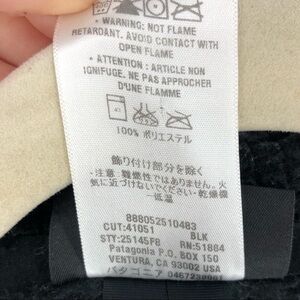 • WARNING: NOT FLAME
RETARDANT. AVOID CONTACT WITH
OPEN FLAME
• ATTENTION : ARTICLE NON
IGNIFUGE. NE PAS APPROCHER
D'UNE FLAMME
100% ポリエステル
飾り付け部分を除く
・注意 難燃性ではありません。火
気に近づけないでください・乾燥機
ー低温
888052510483
CUT:41051 BLK
STY:25145F8 RN:51884
Patagonia P.O. BOX 150
VENTURA, CA 93002 USA
パタゴニア 0467239901